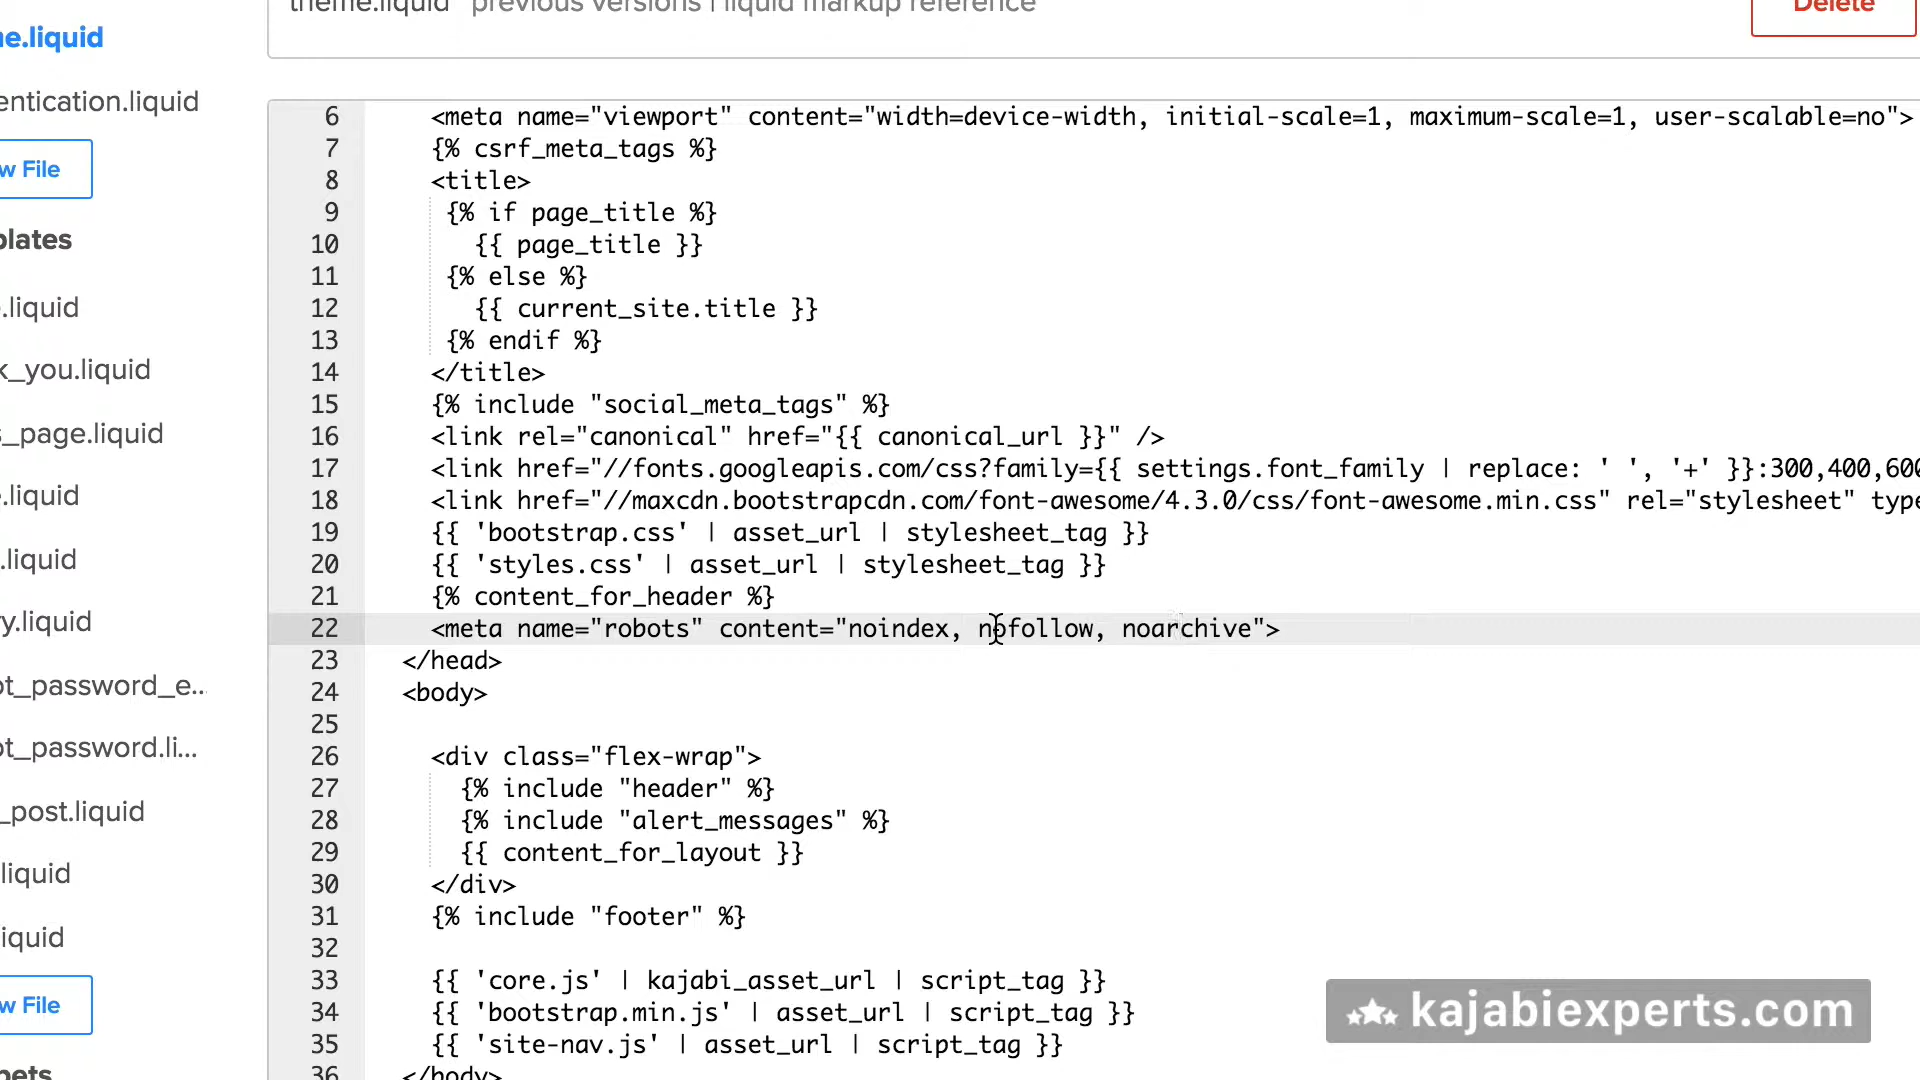 theme.liquid previous versions | liquid markup reference
Delete
e.liquid
entication.liquid
w File
plates
.liquid
k_you.liquid
s_page.liquid
.liquid
.liquid
y.liquid
ot_password_e...
ot_password.li...
_post.liquid
liquid
iquid
w File
pets
6 <meta name="viewport" content="width=device-width, initial-scale=1, maximum-scale=1, user-scalable=no">
7 {% csrf_meta_tags %}
8 <title>
9 {% if page_title %}
10 {{ page_title }}
11 {% else %}
12 {{ current_site.title }}
13 {% endif %}
14 </title>
15 {% include "social_meta_tags" %}
16 <link rel="canonical" href="{{ canonical_url }}" />
17 <link href="//fonts.googleapis.com/css?family={{ settings.font_family | replace: ' ', '+' }}:300,400,600
18 <link href="//maxcdn.bootstrapcdn.com/font-awesome/4.3.0/css/font-awesome.min.css" rel="stylesheet" type
19 {{ 'bootstrap.css' | asset_url | stylesheet_tag }}
20 {{ 'styles.css' | asset_url | stylesheet_tag }}
21 {% content_for_header %}
22 <meta name="robots" content="noindex, nofollow, noarchive">
23 </head>
24 <body>
25
26 <div class="flex-wrap">
27 {% include "header" %}
28 {% include "alert_messages" %}
29 {{ content_for_layout }}
30 </div>
31 {% include "footer" %}
32
33 {{ 'core.js' | kajabi_asset_url | script_tag }}
34 {{ 'bootstrap.min.js' | asset_url | script_tag }}
35 {{ 'site-nav.js' | asset_url | script_tag }}
36 </body>
kajabiexperts.com